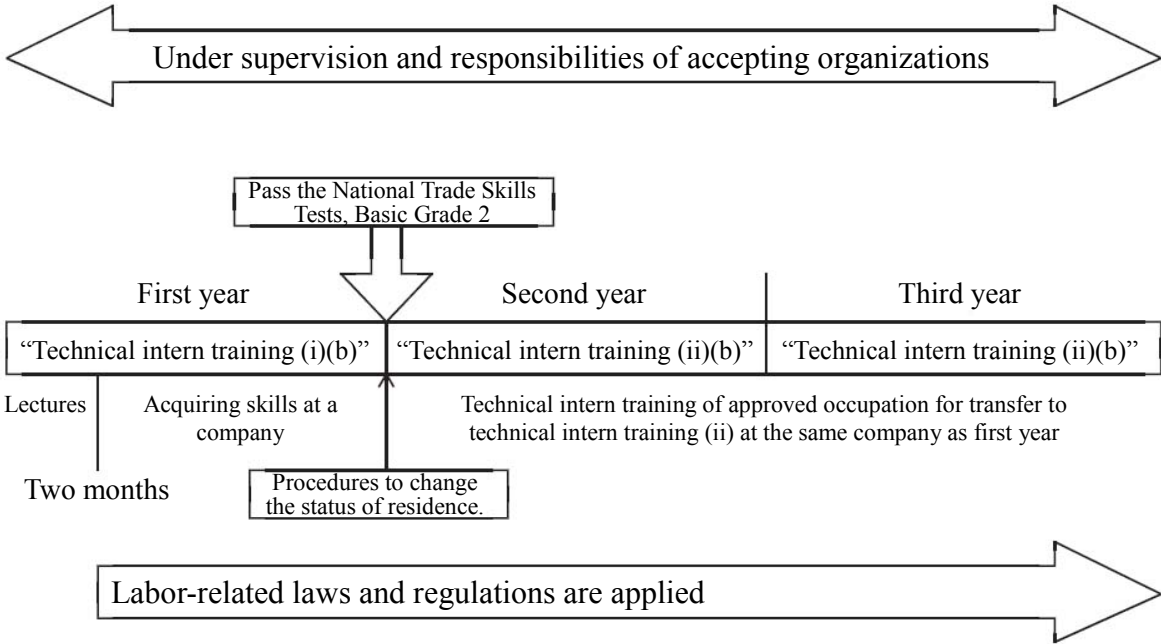 Under supervision and responsibilities of accepting organizations
Pass the National Trade Skills
Tests, Basic Grade 2
First year
Second year
Third year
“Technical intern training (i)(b)”
“Technical intern training (ii)(b)”
“Technical intern training (ii)(b)”
Lectures
Acquiring skills at a
company
Technical intern training of approved occupation for transfer to
technical intern training (ii) at the same company as first year
Two months
Procedures to change
the status of residence.
Labor-related laws and regulations are applied